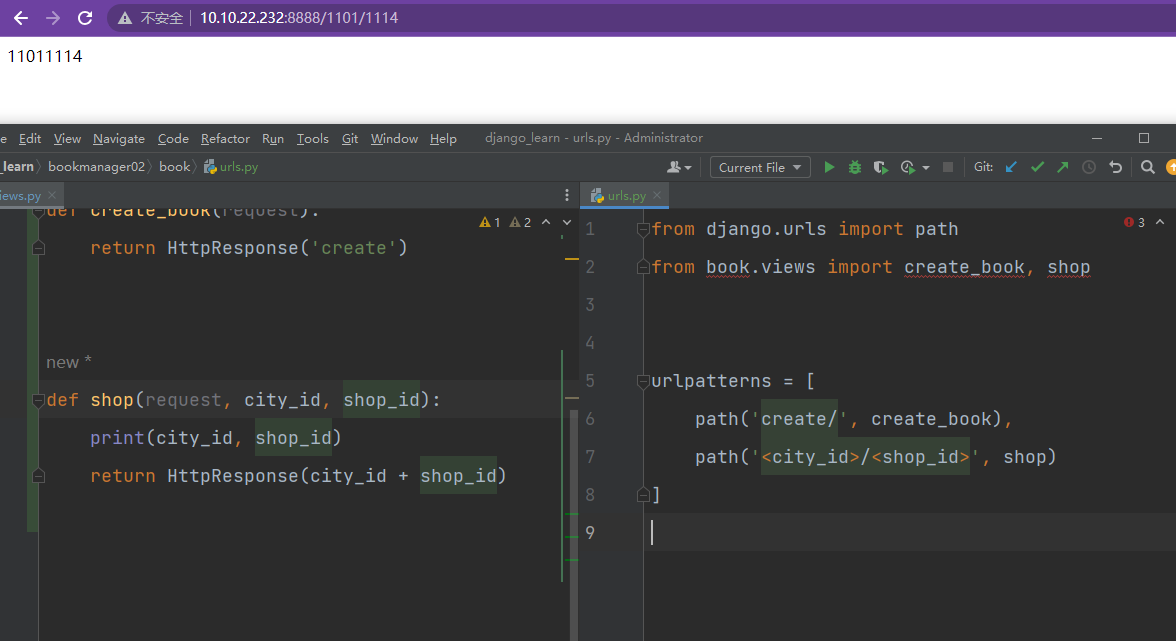 不安全 10.10.22.232:8888/1101/1114
11011114
e Edit View Navigate Code Refactor Run Tools Git Window Help django_learn - urls.py - Administrator
_learn bookmanager02 book urls.py Current File Git:
iews.py urls.py
def create_book(request):
1 2
return HttpResponse('create')
new *
def shop(request, city_id, shop_id):
print(city_id, shop_id)
return HttpResponse(city_id + shop_id)
3
1 from django.urls import path
2 from book.views import create_book, shop
3
4
5 urlpatterns = [
6 path('create/', create_book),
7 path('<city_id>/<shop_id>', shop)
8 ]
9